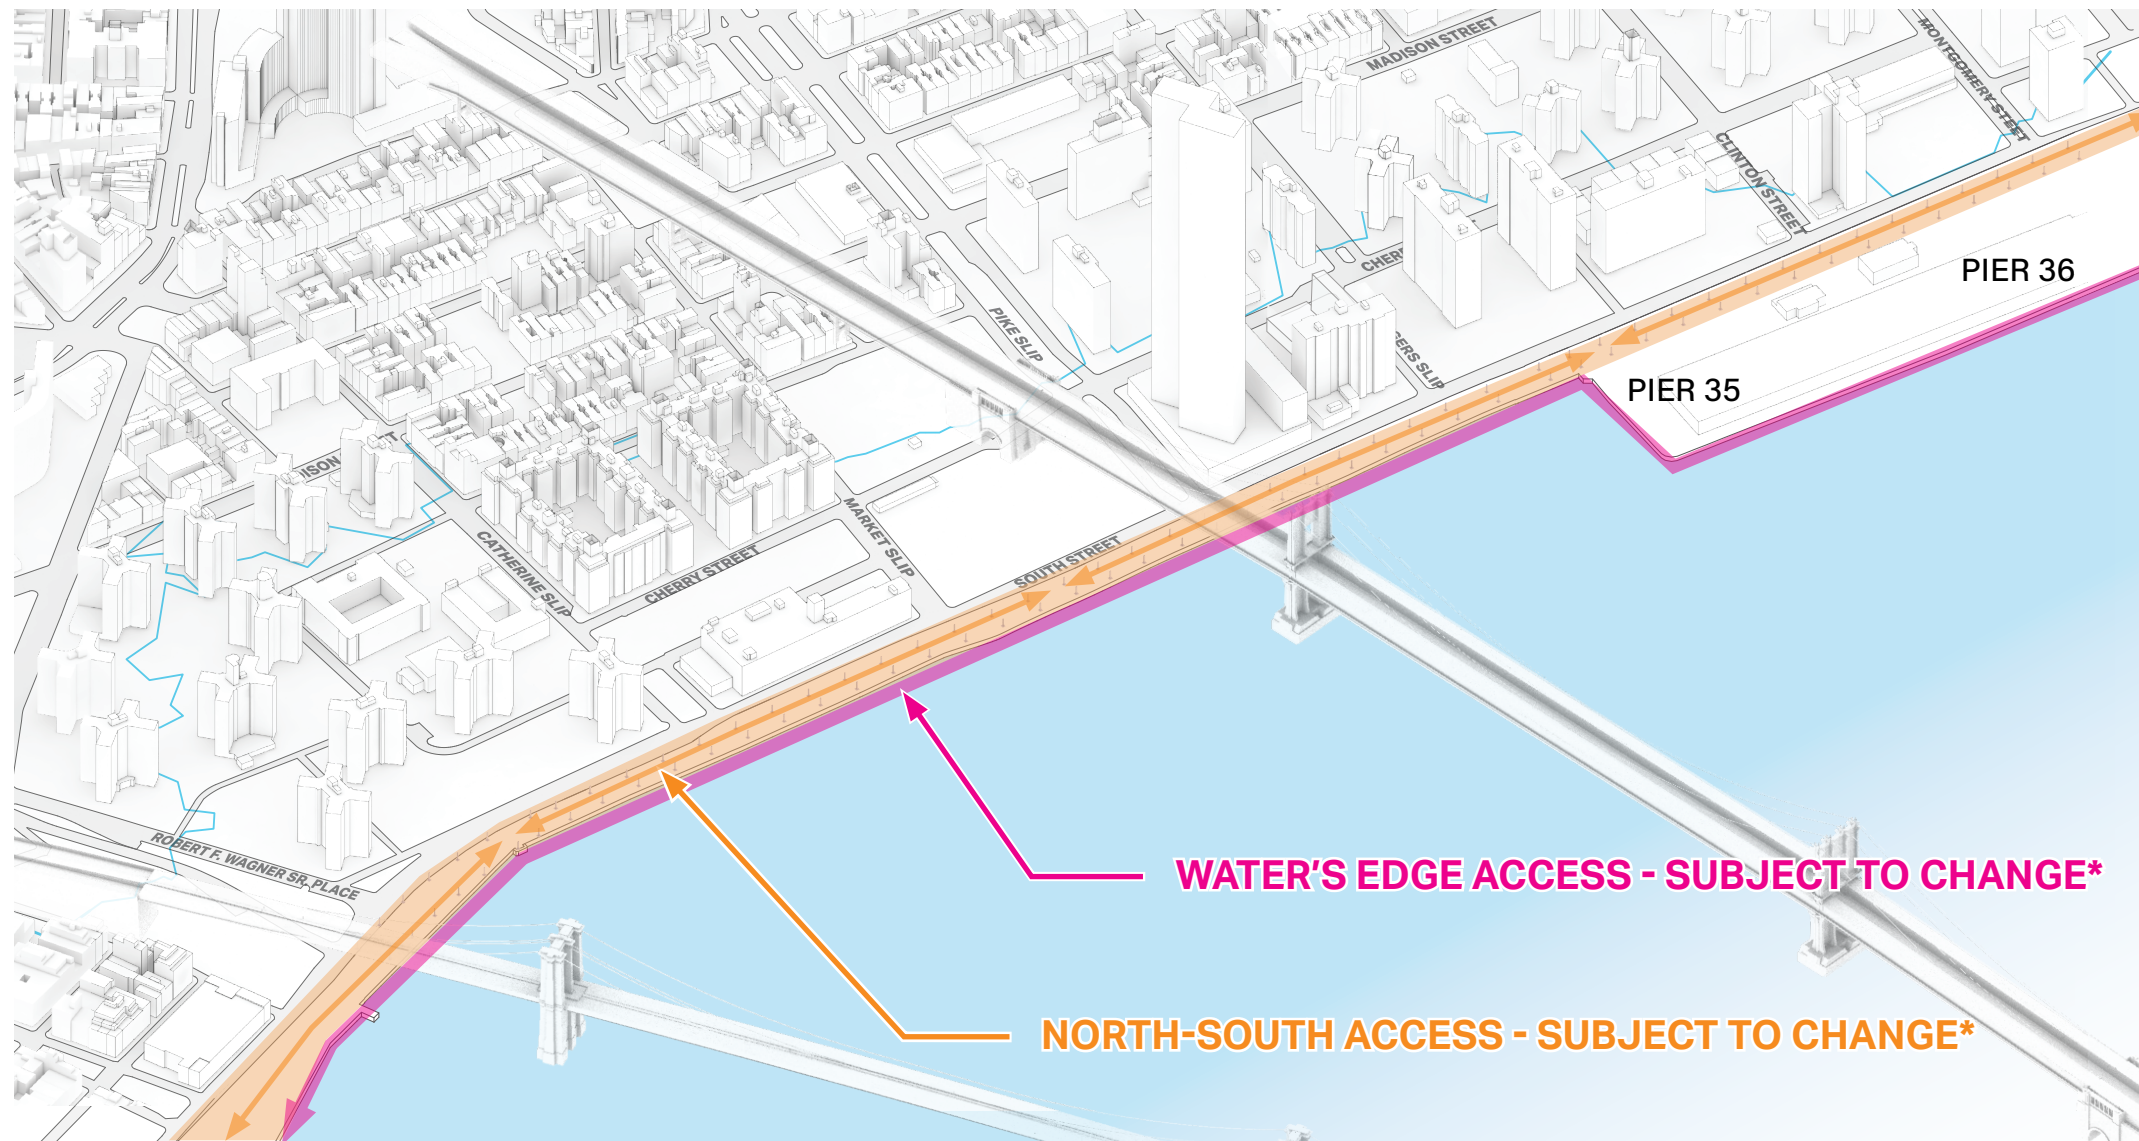 MADISON STREET
MONTGOMERY STREET
CLINTON STREET
PIER 36
PIKE SLIP
PIER 35
MARKET SLIP
CATHERINE SLIP
CHERRY STREET
SOUTH STREET
ROBERT F. WAGNER SR. PLACE
WATER'S EDGE ACCESS - SUBJECT TO CHANGE*
NORTH-SOUTH ACCESS - SUBJECT TO CHANGE*